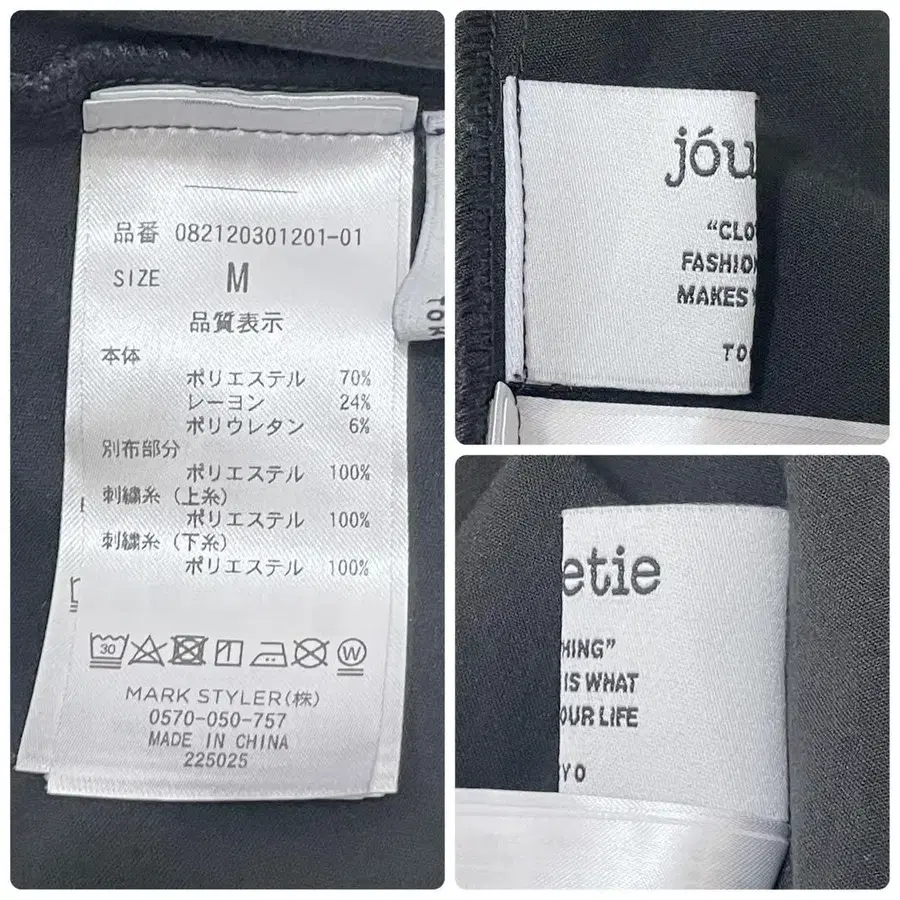 品番 082120301201-01
SIZE M
品質表示
本体
ポリエステル 70%
レーヨン 24%
ポリウレタン 6%
別布部分
ポリエステル 100%
刺繍糸（上糸）
ポリエステル 100%
刺繍糸（下糸）
ポリエステル 100%
30 W
MARK STYLER(株)
0570-050-757
MADE IN CHINA
225025
TOK
jóu
"CLO
FASHION
MAKES
TO
etie
HING"
IS WHAT
OUR LIFE
YO